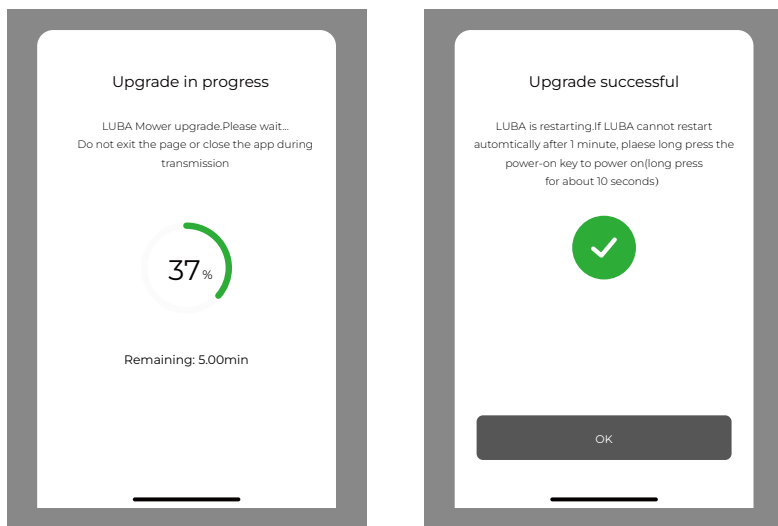 Upgrade in progress
LUBA Mower upgrade.Please wait...
Do not exit the page or close the app during
transmission
37%
Remaining: 5.00min
Upgrade successful
LUBA is restarting.If LUBA cannot restart
automtically after 1 minute, plaese long press the
power-on key to power on(long press
for about 10 seconds)
OK